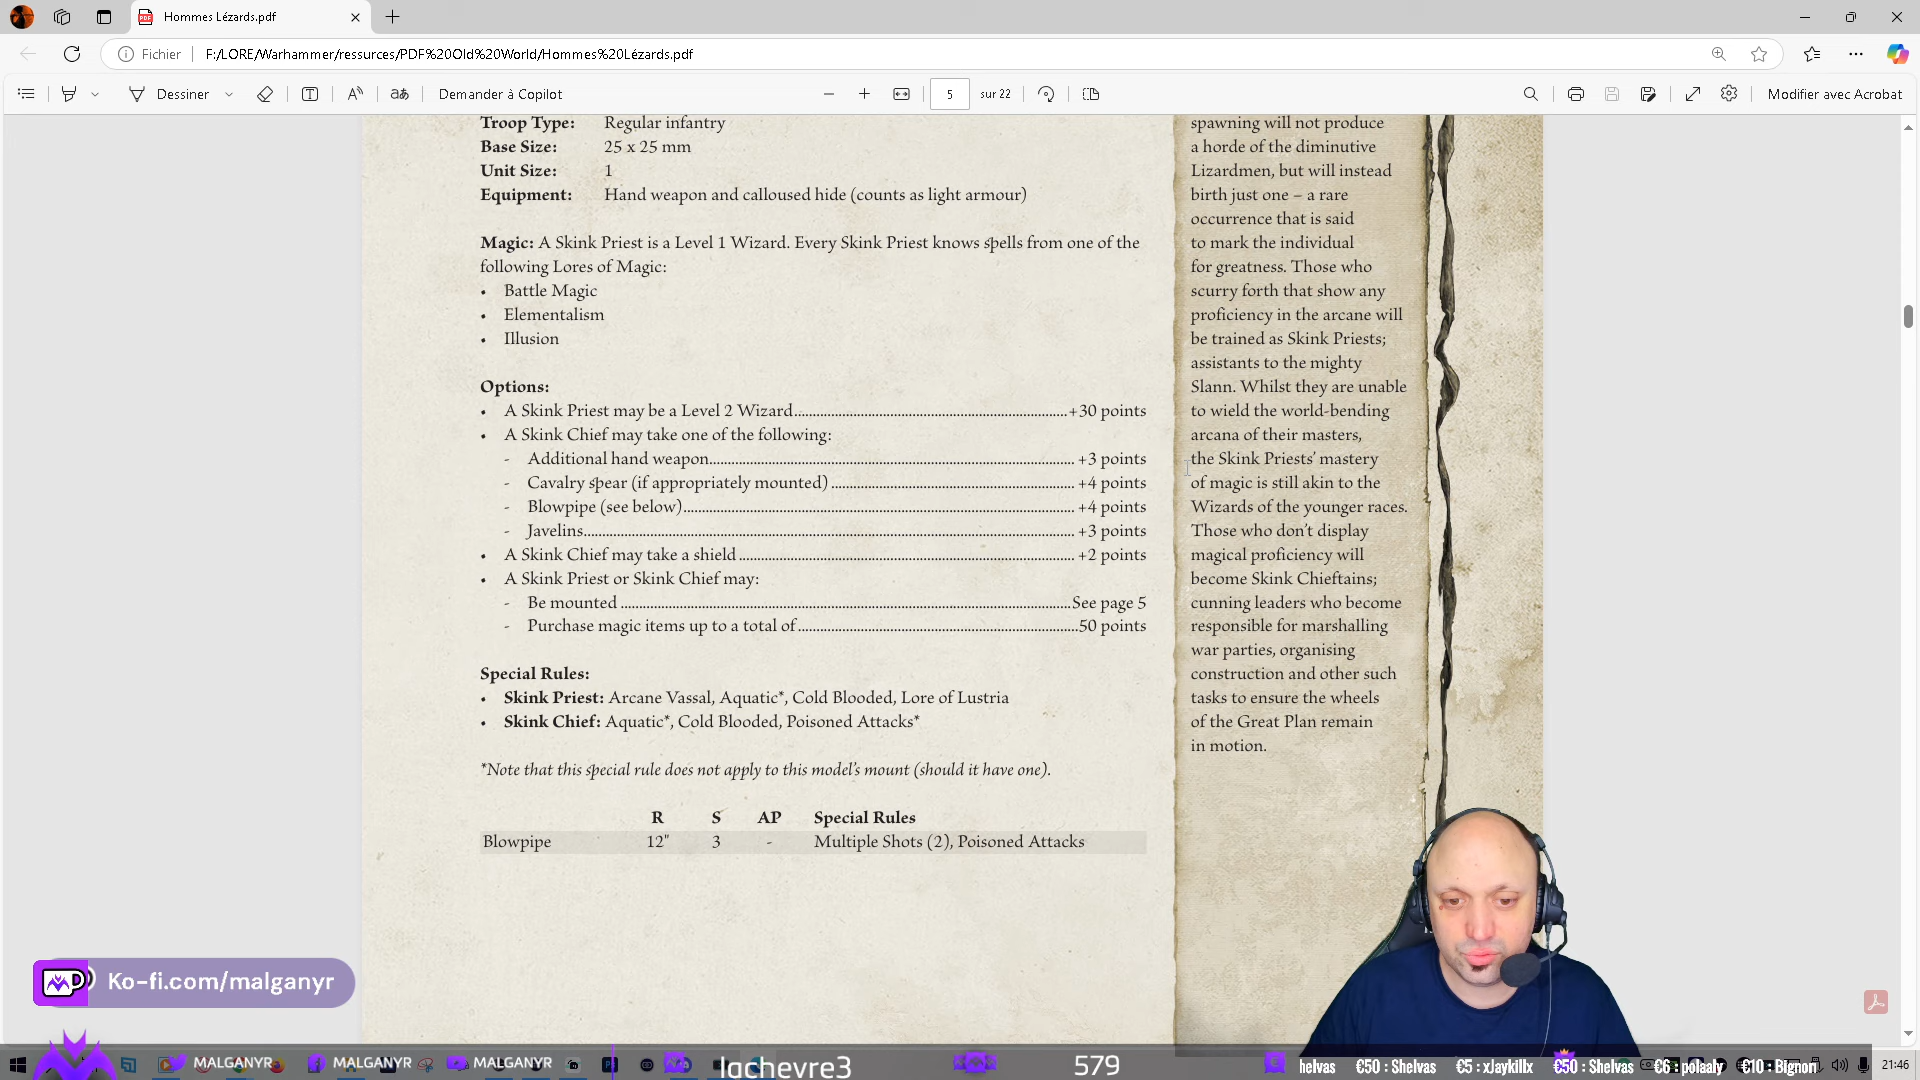 Hommes Lézards.pdf
Fichier
F:/LORE/Warhammer/ressources/PDF%20Old%20World/Hommes%20Lézards.pdf
Dessiner
Demander à Copilot
5
sur 22
Modifier avec Acrobat
Troop Type: Regular infantry
Base Size: 25 x 25 mm
Unit Size: 1
Equipment: Hand weapon and calloused hide (counts as light armour)
Magic: A Skink Priest is a Level 1 Wizard. Every Skink Priest knows spells from one of the
following Lores of Magic:
• Battle Magic
• Elementalism
• Illusion
Options:
• A Skink Priest may be a Level 2 Wizard +30 points
• A Skink Chief may take one of the following:
- Additional hand weapon +3 points
- Cavalry spear (if appropriately mounted) +4 points
- Blowpipe (see below) +4 points
- Javelins +3 points
• A Skink Chief may take a shield +2 points
• A Skink Priest or Skink Chief may:
- Be mounted See page 5
- Purchase magic items up to a total of 50 points
Special Rules:
• Skink Priest: Arcane Vassal, Aquatic*, Cold Blooded, Lore of Lustria
• Skink Chief: Aquatic*, Cold Blooded, Poisoned Attacks*
*Note that this special rule does not apply to this model's mount (should it have one).
R S AP Special Rules
Blowpipe 12" 3 - Multiple Shots (2), Poisoned Attacks
spawning will not produce
a horde of the diminutive
Lizardmen, but will instead
birth just one – a rare
occurrence that is said
to mark the individual
for greatness. Those who
scurry forth that show any
proficiency in the arcane will
be trained as Skink Priests;
assistants to the mighty
Slann. Whilst they are unable
to wield the world-bending
arcana of their masters,
the Skink Priests' mastery
of magic is still akin to the
Wizards of the younger races.
Those who don't display
magical proficiency will
become Skink Chieftains;
cunning leaders who become
responsible for marshalling
war parties, organising
construction and other such
tasks to ensure the wheels
of the Great Plan remain
in motion.
Ko-fi.com/malganyr
MALGANYR
MALGANYR
MALGANYR
lachevre3
579
helvas
€50 : Shelvas
€5 : xJaykillx
€50 : Shelvas
€6 : polaaly
€10 : Bignon
21:46